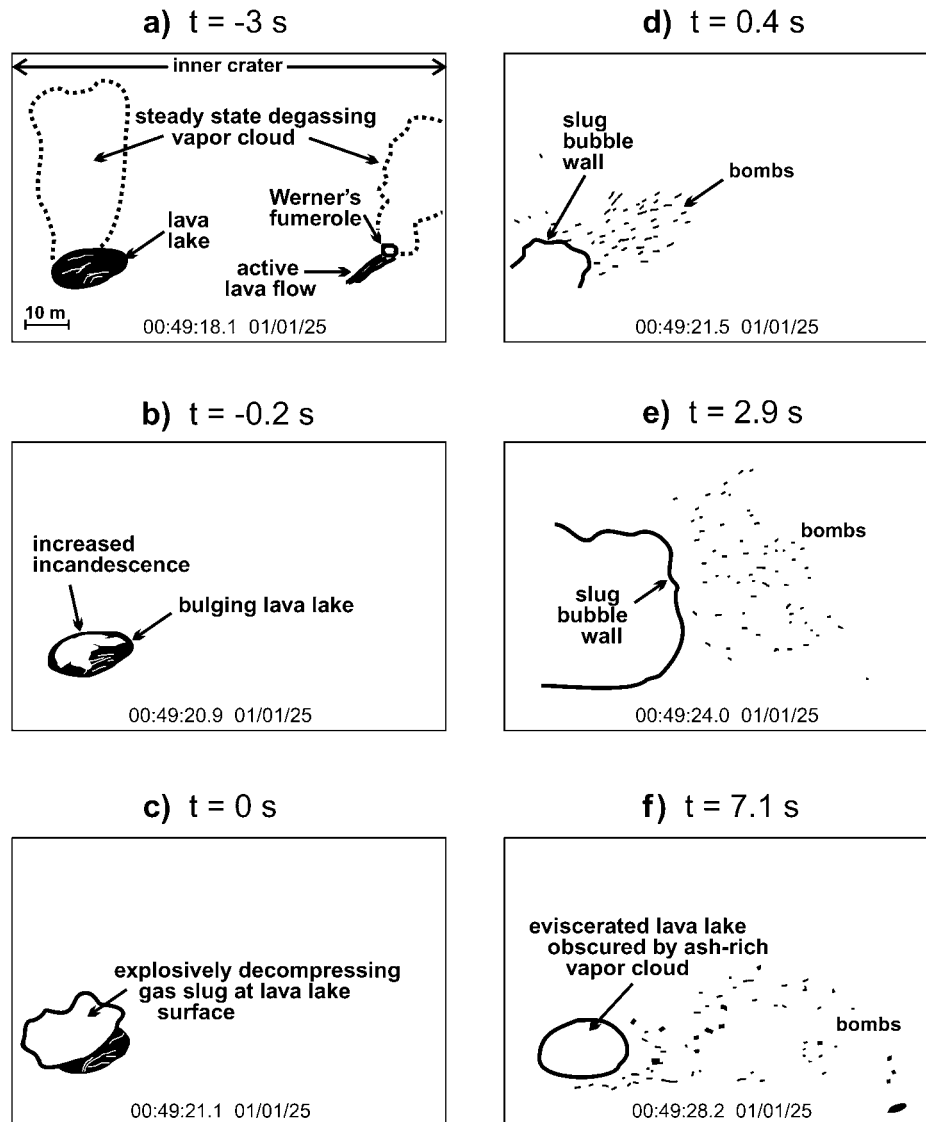 a) t = -3 s
inner crater
steady state degassing
vapor cloud
Werner's
fumerole
lava
lake
active
lava flow
10 m
00:49:18.1 01/01/25
b) t = -0.2 s
increased
incandescence
bulging lava lake
00:49:20.9 01/01/25
c) t = 0 s
explosively decompressing
gas slug at lava lake
surface
00:49:21.1 01/01/25
d) t = 0.4 s
slug
bubble
wall
bombs
00:49:21.5 01/01/25
e) t = 2.9 s
bombs
slug
bubble
wall
00:49:24.0 01/01/25
f) t = 7.1 s
eviscerated lava lake
obscured by ash-rich
vapor cloud
bombs
00:49:28.2 01/01/25